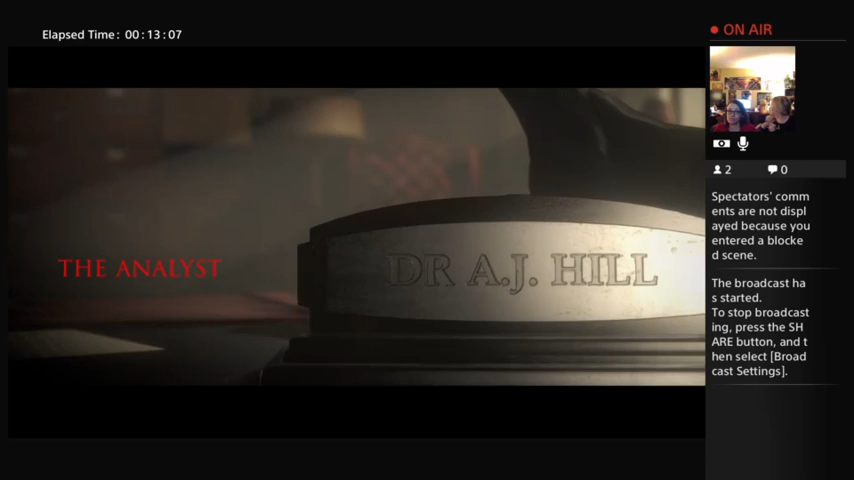 Elapsed Time: 00:13:07
ON AIR
2
0
THE ANALYST
DR A.J. HILL
Spectators' comm
ents are not displ
ayed because you
entered a blocke
d scene.
The broadcast ha
s started.
To stop broadcast
ing, press the SH
ARE button, and t
hen select [Broad
cast Settings].